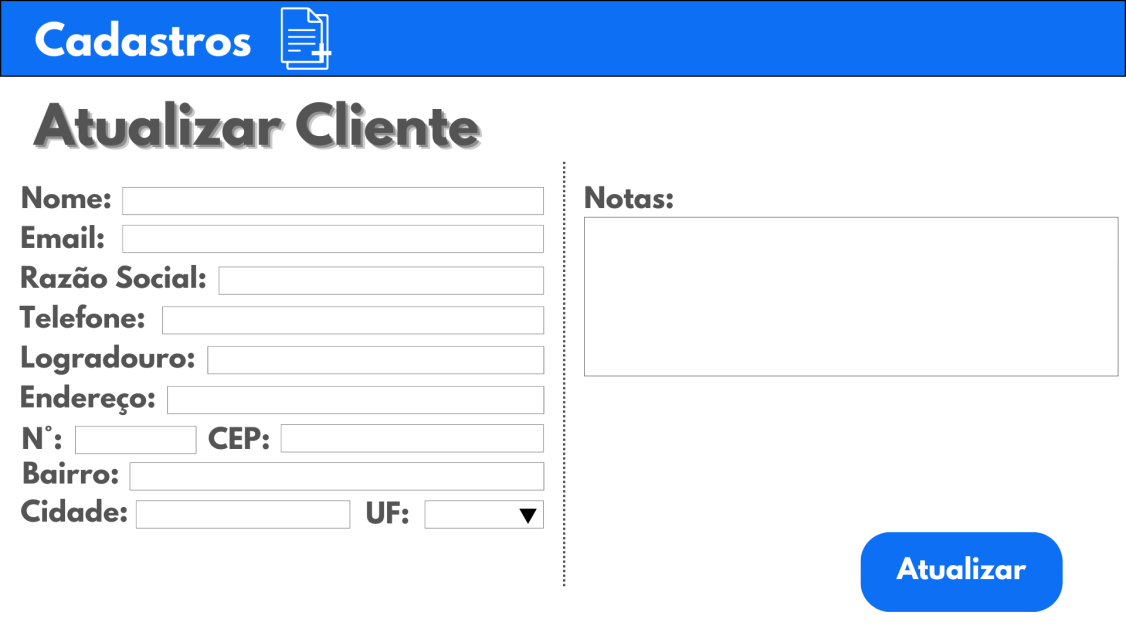 Cadastros
Atualizar Cliente
Nome:
Email:
Razão Social:
Telefone:
Logradouro:
Endereço:
N°: CEP:
Bairro:
Cidade: UF:
Notas:
Atualizar